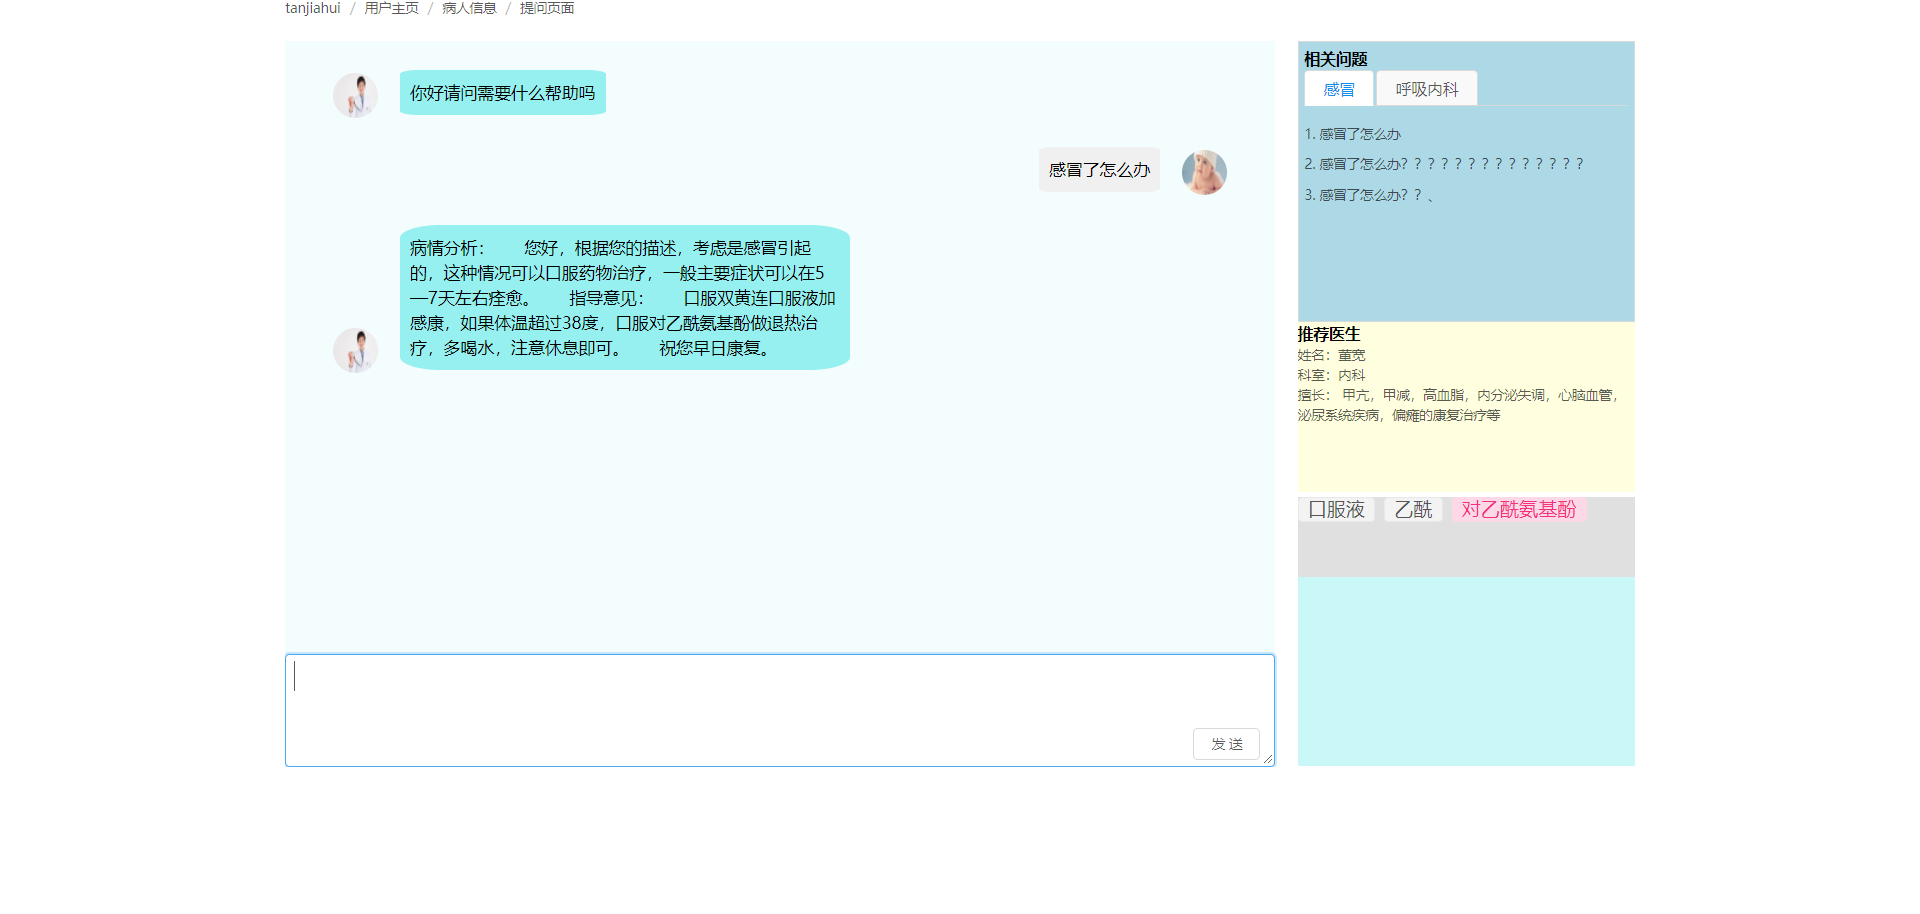 tanjiahui / 用户主页 / 病人信息 / 提问页面
你好请问需要什么帮助吗
感冒了怎么办
病情分析： 您好，根据您的描述，考虑是感冒引起
的，这种情况可以口服药物治疗，一般主要症状可以在5
—7天左右痊愈。 指导意见： 口服双黄连口服液加
感康，如果体温超过38度，口服对乙酰氨基酚做退热治
疗，多喝水，注意休息即可。 祝您早日康复。
发 送
相关问题
感冒 呼吸内科
1. 感冒了怎么办
2. 感冒了怎么办？？？？？？？？？？？？？？
3. 感冒了怎么办？？、
推荐医生
姓名：董宽
科室：内科
擅长： 甲亢，甲减，高血脂，内分泌失调，心脑血管，
泌尿系统疾病，偏瘫的康复治疗等
口服液 乙酰 对乙酰氨基酚